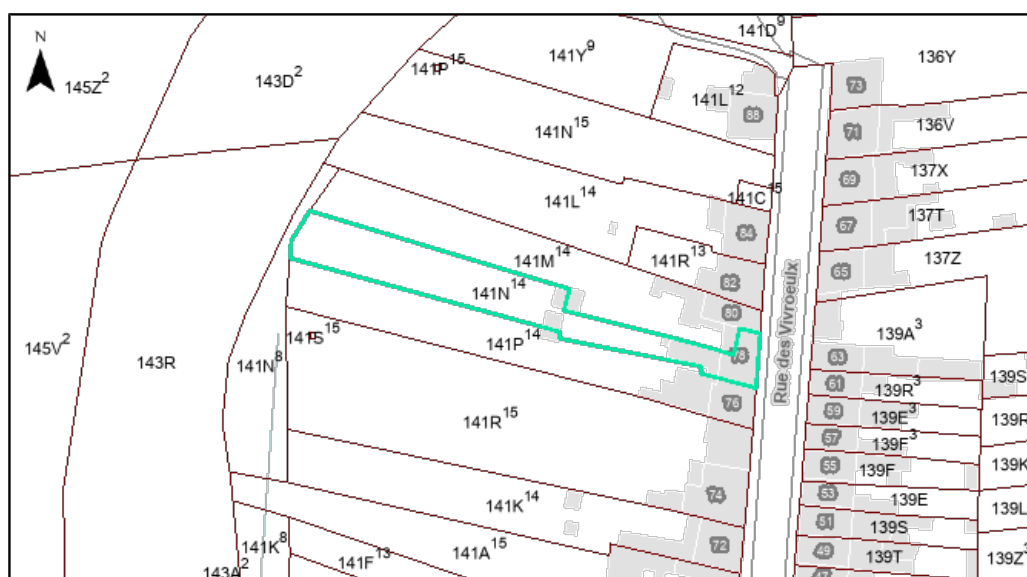 N
141D⁹
141Y⁹
136Y
145Z²
143D²
141P¹⁵
73
141L¹²
88
141N¹⁵
71
136V
69
137X
141L¹⁴
141C¹⁵
67
137T
84
141M¹⁴
141R¹³
65
137Z
82
141N¹⁴
80
Rue des Vivroeulx
141S¹⁵
141P¹⁴
139A³
145V²
143R
141N⁸
78
63
139S
61
139R³
76
59
139E³
139R
141R¹⁵
57
139F³
55
139F
139K
74
53
139E
139L
141K¹⁴
51
139S
72
141K⁸
141F¹³
141A¹⁵
49
139T
139Z³
143A²